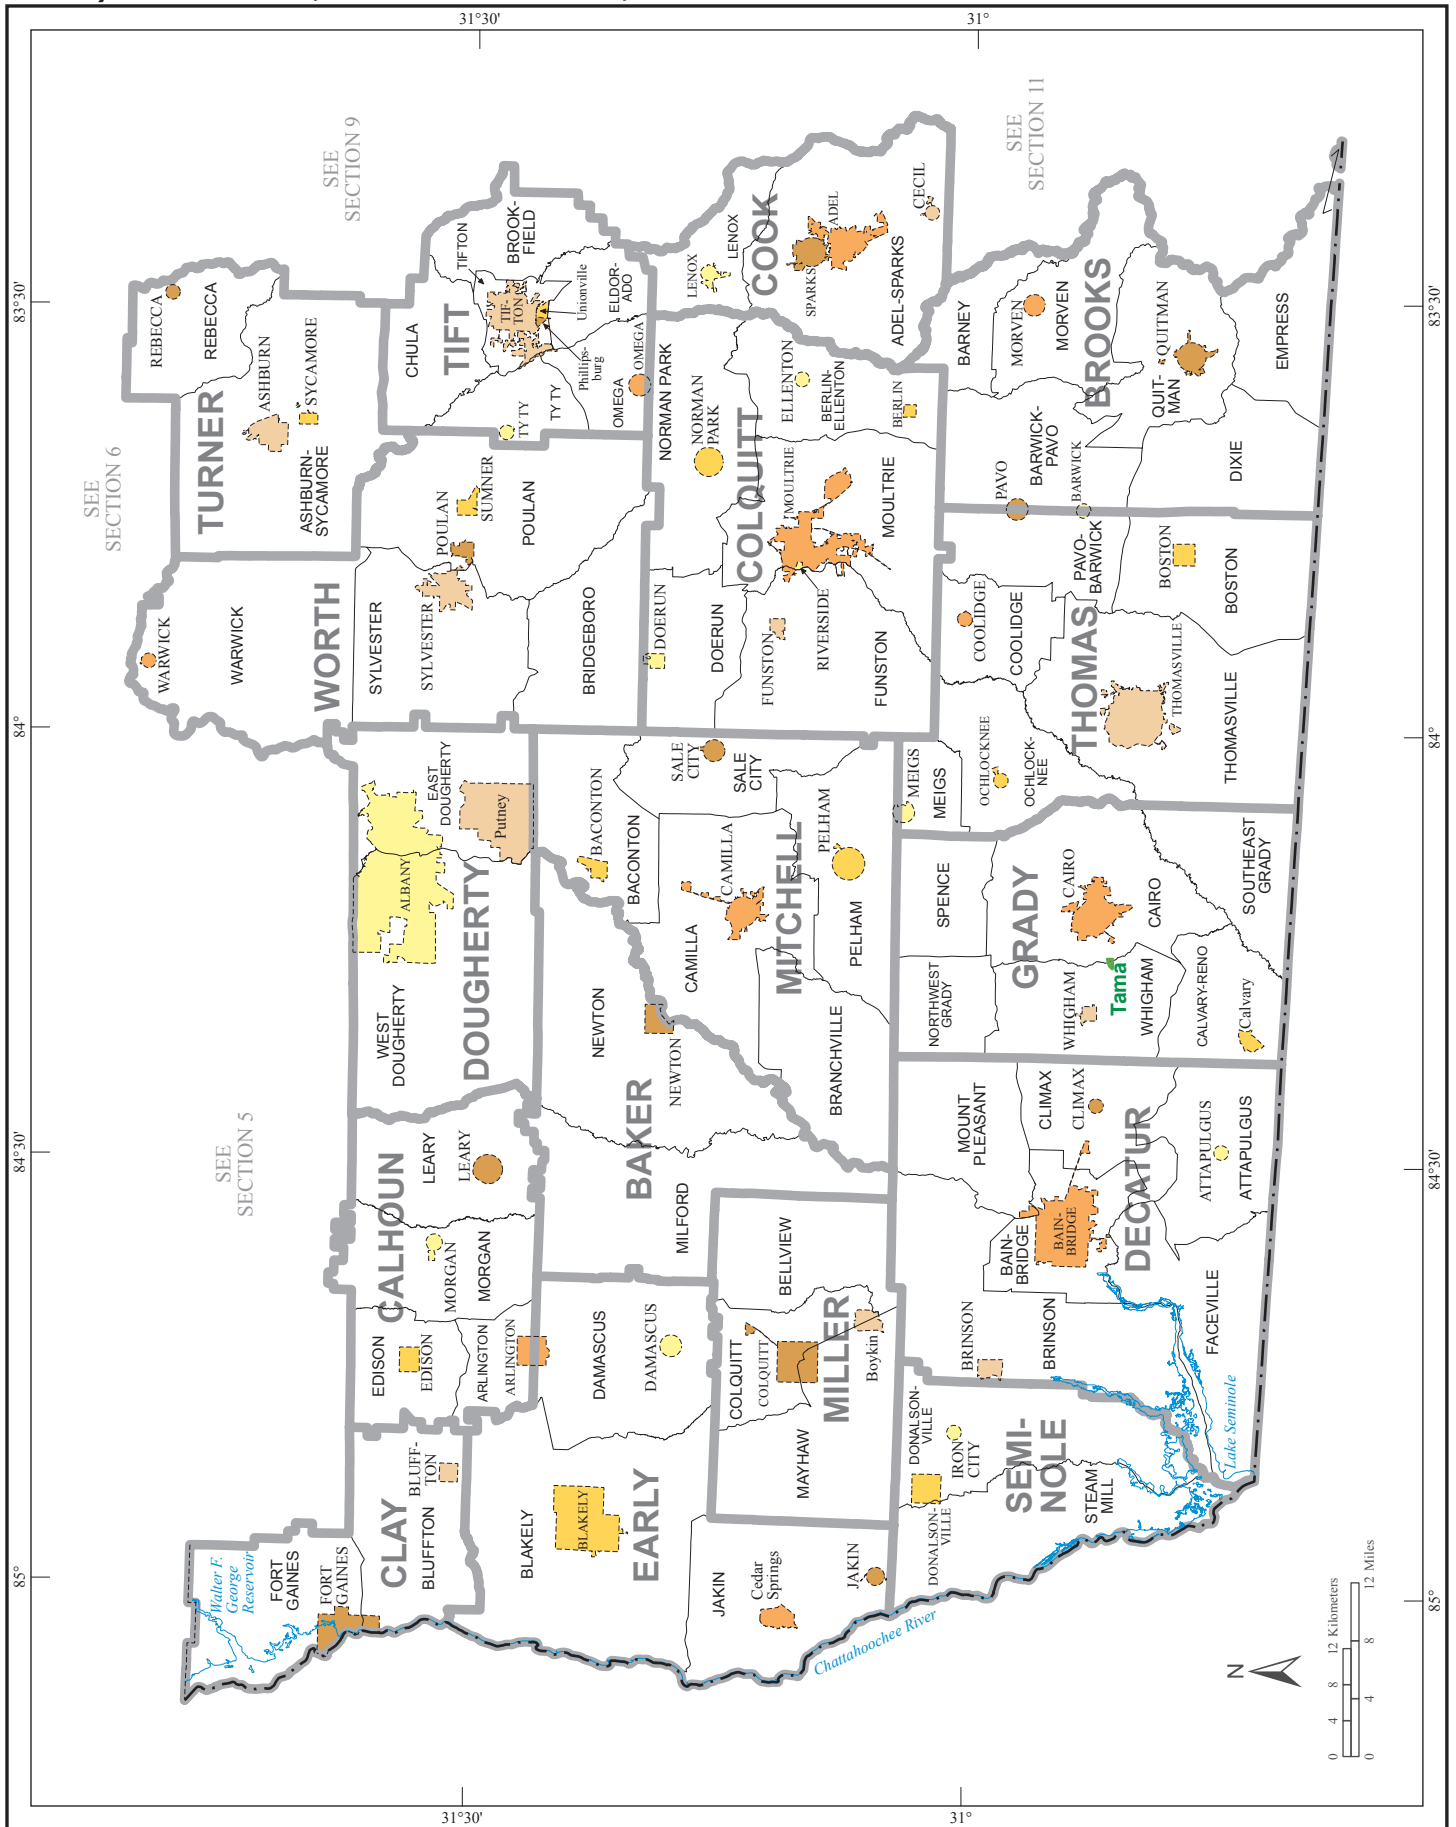 31°30'
31°
83°30'
84°
84°30'
85°
83°30'
84°
84°30'
85°
31°30'
31°
SEE
SECTION 5
SEE
SECTION 6
SEE
SECTION 9
SEE
SECTION 11
TURNER
REBECCA
REBECCA
ASHBURN
SYCAMORE
ASHBURN-
SYCAMORE
WORTH
WARWICK
WARWICK
SYLVESTER
SYLVESTER
POULAN
SUMNER
POULAN
BRIDGEBORO
TIFT
CHULA
TIFTON
TIF-
TON
BROOK-
FIELD
Unionville
Phillips-
burg
ELDOR-
ADO
TY TY
TY TY
OMEGA
OMEGA
COOK
LENOX
LENOX
SPARKS
ADEL
ADEL-SPARKS
CECIL
COLQUITT
NORMAN PARK
NORMAN
PARK
ELLENTON
BERLIN-
ELLENTON
BERLIN
MOULTRIE
MOULTRIE
DOERUN
DOERUN
FUNSTON
RIVERSIDE
FUNSTON
BROOKS
BARNEY
MORVEN
MORVEN
QUITMAN
QUIT-
MAN
EMPRESS
BARWICK-
PAVO
DIXIE
PAVO
BARWICK
THOMAS
PAVO-
BARWICK
BOSTON
BOSTON
COOLIDGE
COOLIDGE
THOMASVILLE
THOMASVILLE
OCHLOCKNEE
OCHLOCK-
NEE
MEIGS
MEIGS
DOUGHERTY
EAST
DOUGHERTY
ALBANY
Putney
WEST
DOUGHERTY
MITCHELL
SALE
CITY
SALE
CITY
BACONTON
BACONTON
CAMILLA
CAMILLA
PELHAM
PELHAM
BRANCHVILLE
GRADY
SPENCE
CAIRO
CAIRO
SOUTHEAST
GRADY
NORTHWEST
GRADY
WHIGHAM
Tama
WHIGHAM
CALVARY-RENO
Calvary
BAKER
NEWTON
NEWTON
MILFORD
CALHOUN
LEARY
LEARY
MORGAN
MORGAN
EDISON
EDISON
ARLINGTON
ARLINGTON
CLAY
Walter F.
George
Reservoir
FORT
GAINES
FORT
GAINES
BLUFF-
TON
BLUFFTON
EARLY
DAMASCUS
DAMASCUS
BLAKELY
BLAKELY
JAKIN
Cedar
Springs
JAKIN
MILLER
BELLVIEW
COLQUITT
COLQUITT
Boykin
MAYHAW
DECATUR
MOUNT
PLEASANT
CLIMAX
CLIMAX
BAIN-
BRIDGE
BAIN-
BRIDGE
ATTAPULGUS
ATTAPULGUS
BRINSON
BRINSON
FACEVILLE
SEMI-
NOLE
DONALSON-
VILLE
IRON
CITY
DONALSON-
VILLE
STEAM
MILL
Lake Seminole
Chattahoochee River
N
0 4 8 12 Kilometers
0 4 8 12 Miles